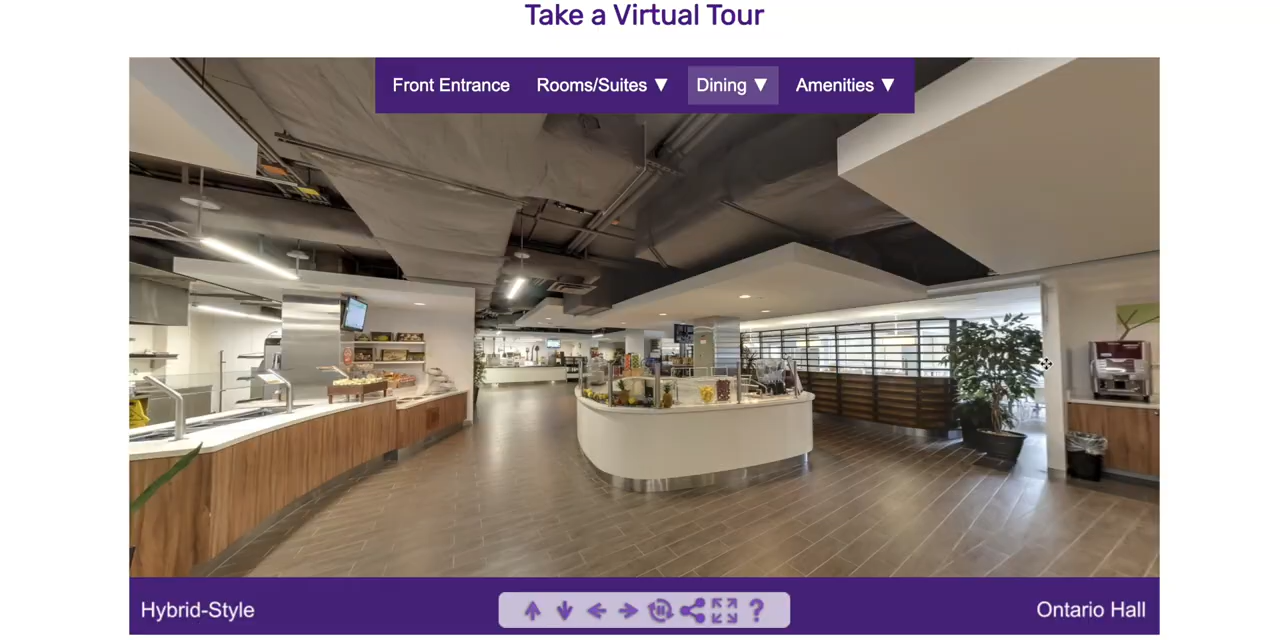 Take a Virtual Tour
Front Entrance Rooms/Suites ▼ Dining ▼ Amenities ▼
Hybrid-Style ? Ontario Hall